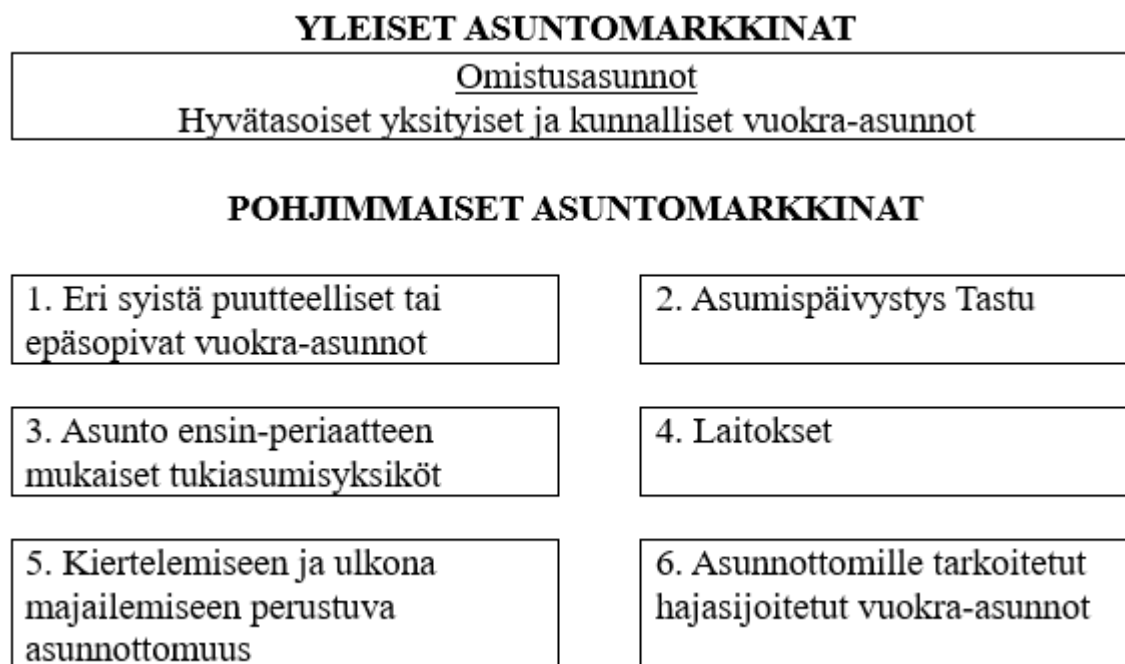 YLEISET ASUNTOMARKKINAT
Omistusasunnot
Hyvätasoiset yksityiset ja kunnalliset vuokra-asunnot
POHJIMMAISET ASUNTOMARKKINAT
1. Eri syistä puutteelliset tai
epäsopivat vuokra-asunnot
2. Asumispäivystys Tastu
3. Asunto ensin-periaatteen
mukaiset tukiasumisyksiköt
4. Laitokset
5. Kiertelemiseen ja ulkona
majailemiseen perustuva
asunnottomuus
6. Asunnottomille tarkoitetut
hajasijoitetut vuokra-asunnot